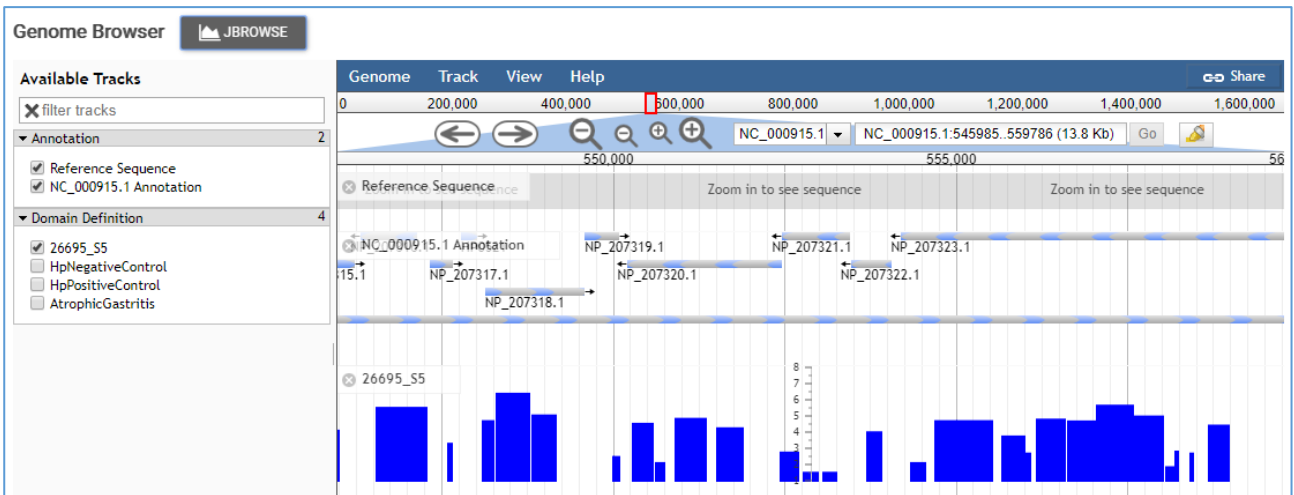 Genome Browser JBROWSE
Available Tracks
filter tracks
Annotation 2
Reference Sequence
NC_000915.1 Annotation
Domain Definition 4
26695_S5
HpNegativeControl
HpPositiveControl
AtrophicGastritis
Genome Track View Help Share
0 200,000 400,000 600,000 800,000 1,000,000 1,200,000 1,400,000 1,600,000
NC_000915.1 NC_000915.1:545985..559786 (13.8 Kb) Go
550,000 555,000 56
Reference Sequence Zoom in to see sequence Zoom in to see sequence
NC_000915.1 Annotation NP_207319.1 NP_207321.1 NP_207323.1
15.1 NP_207317.1 NP_207320.1 NP_207322.1
NP_207318.1
26695_S5
8
7
6
5
4
3